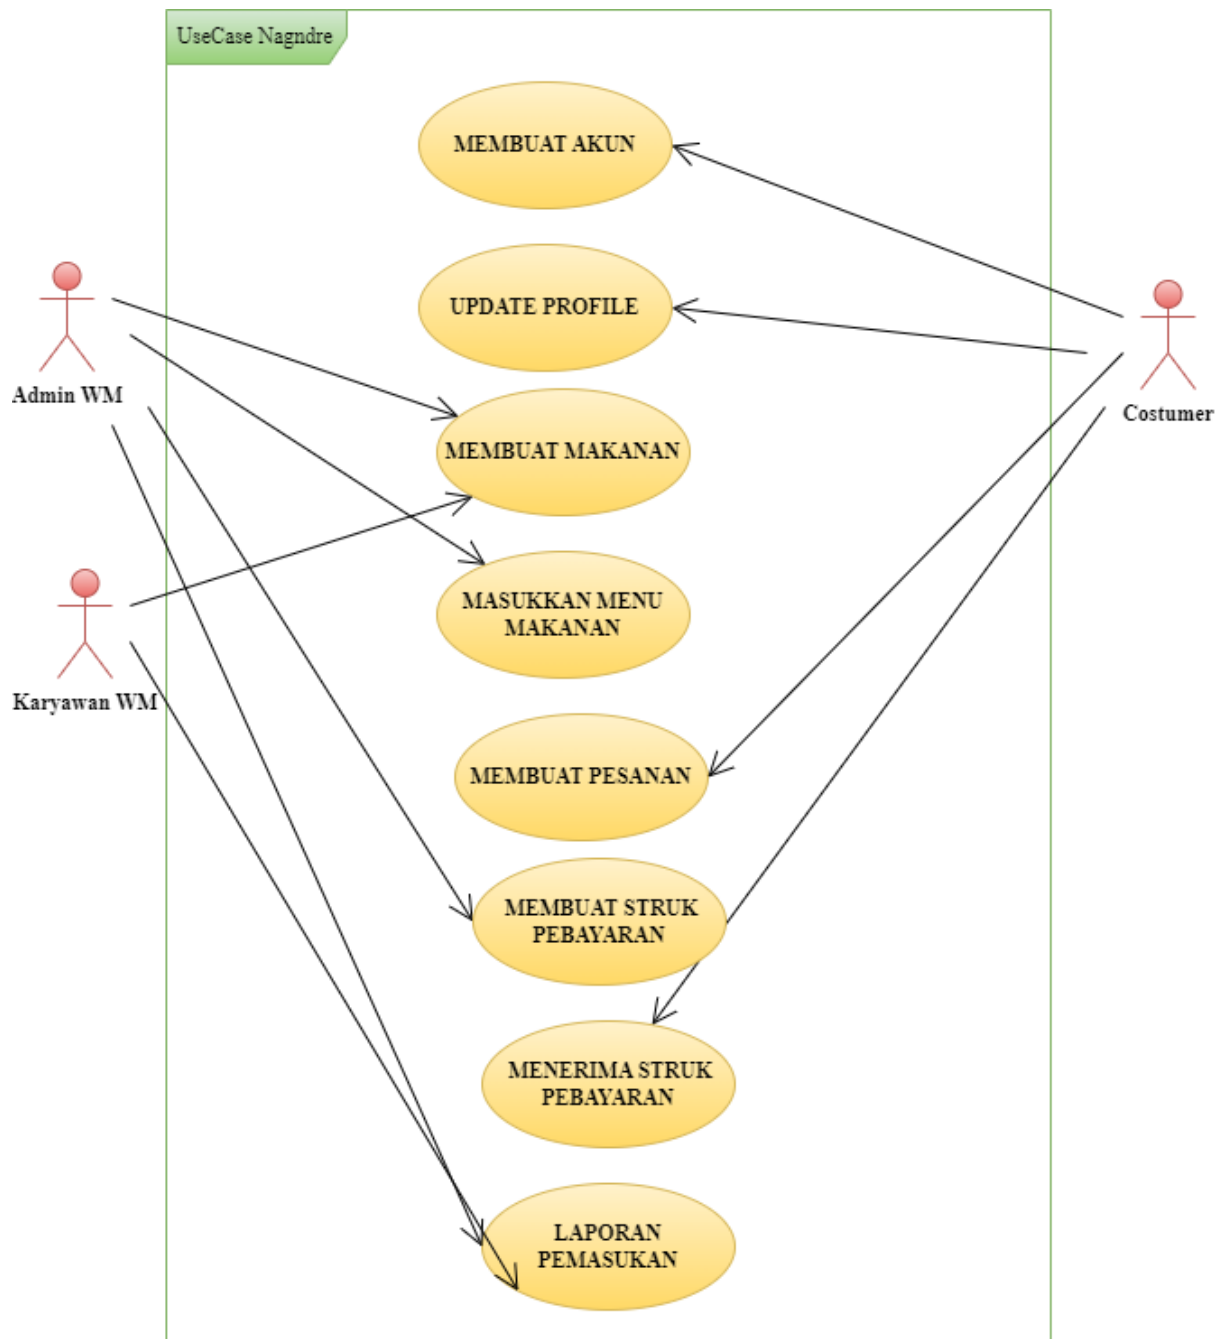 UseCase Nagndre
MEMBUAT AKUN
UPDATE PROFILE
Admin WM
Costumer
MEMBUAT MAKANAN
MASUKKAN MENU
MAKANAN
Karyawan WM
MEMBUAT PESANAN
MEMBUAT STRUK
PEBAYARAN
MENERIMA STRUK
PEBAYARAN
LAPORAN
PEMASUKAN